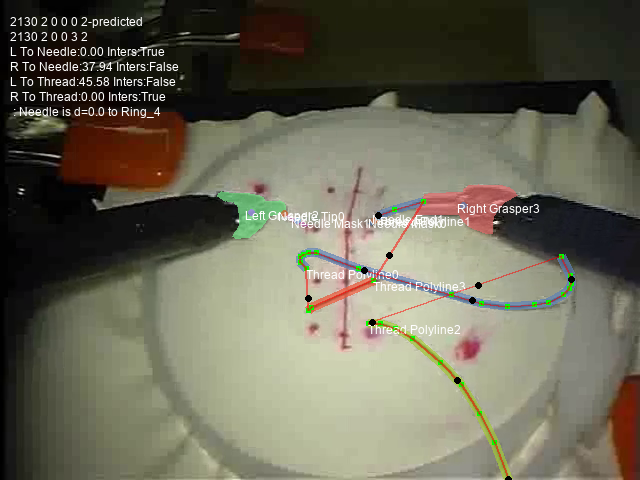 2130 2 0 0 0 2-predicted
2130 2 0 0 3 2
L To Needle:0.00 Inters:True
R To Needle:37.94 Inters:False
L To Thread:45.58 Inters:False
R To Thread:0.00 Inters:True
: Needle is d=0.0 to Ring_4
Right Grasper3
Left Grasper2
Needle Mask1
Thread Polyline0
Thread Polyline3
Thread Polyline2